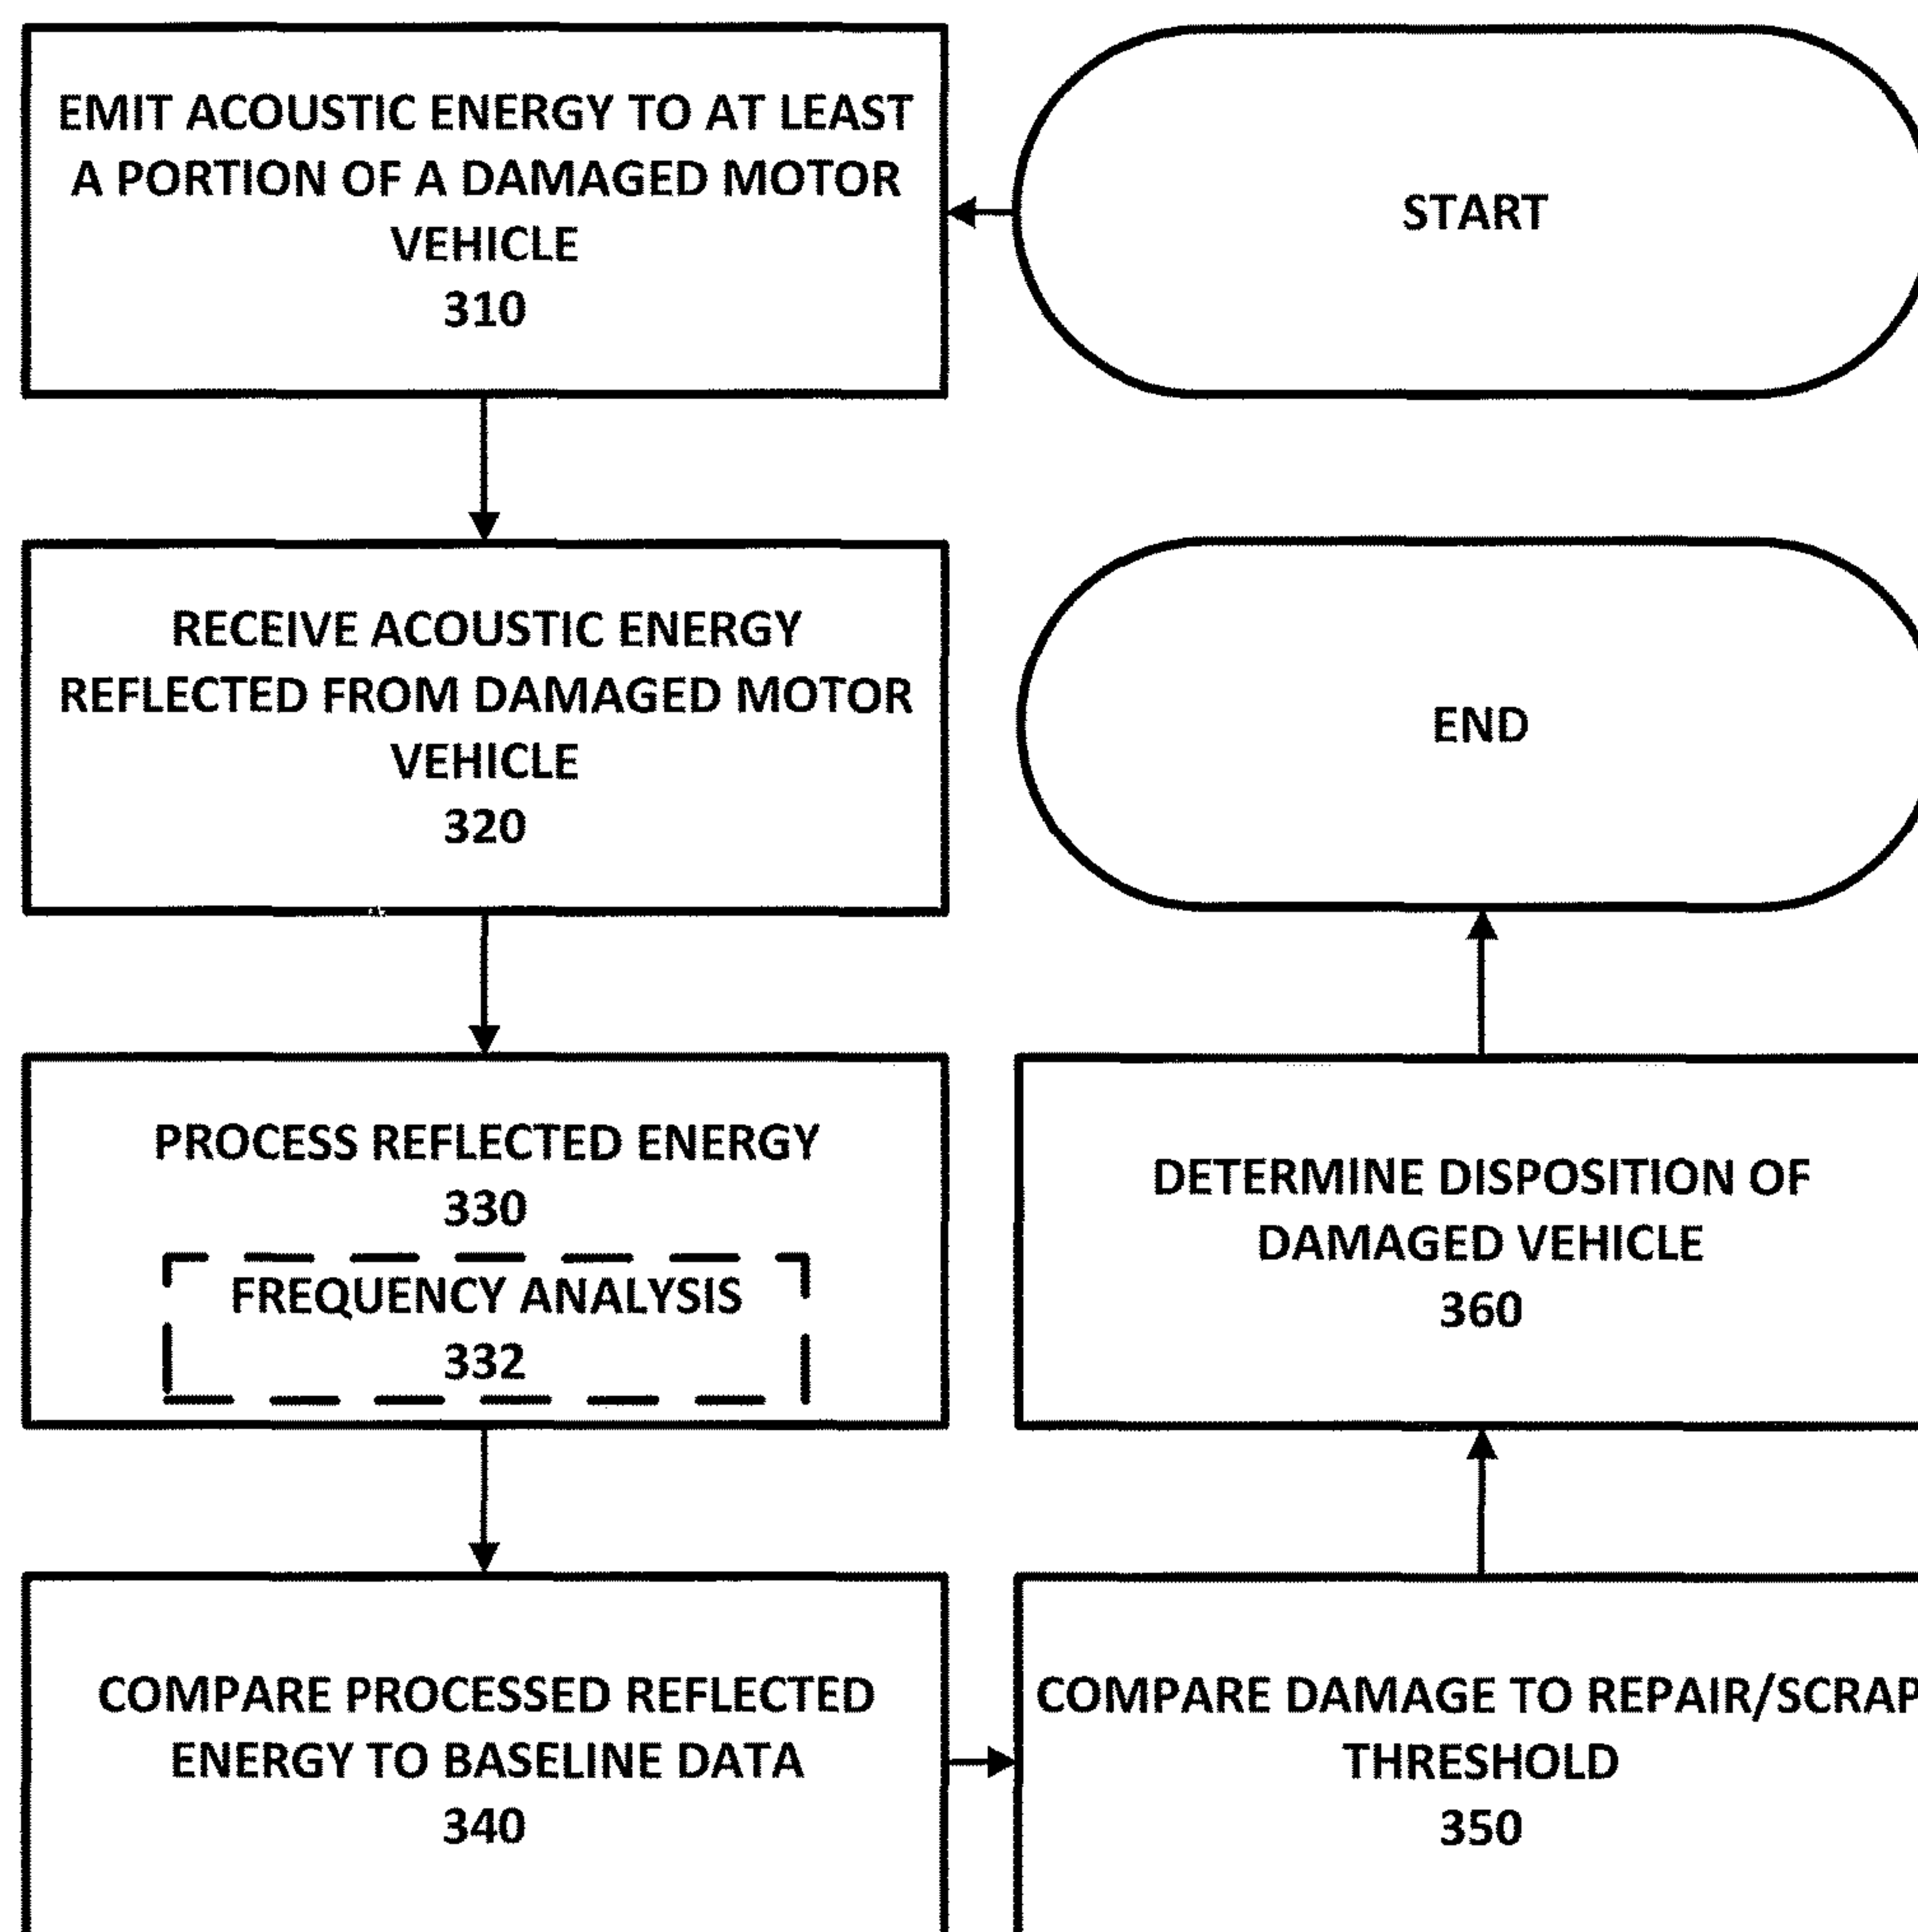 START
EMIT ACOUSTIC ENERGY TO AT LEAST
A PORTION OF A DAMAGED MOTOR
VEHICLE
310
RECEIVE ACOUSTIC ENERGY
REFLECTED FROM DAMAGED MOTOR
VEHICLE
320
PROCESS REFLECTED ENERGY
330
FREQUENCY ANALYSIS
332
COMPARE PROCESSED REFLECTED
ENERGY TO BASELINE DATA
340
COMPARE DAMAGE TO REPAIR/SCRAP
THRESHOLD
350
DETERMINE DISPOSITION OF
DAMAGED VEHICLE
360
END